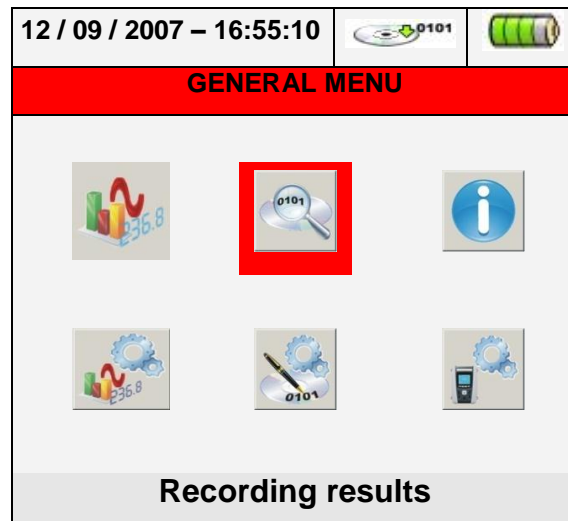 12 / 09 / 2007 – 16:55:10 0101
GENERAL MENU
236.8 0101
236.8 0101
Recording results